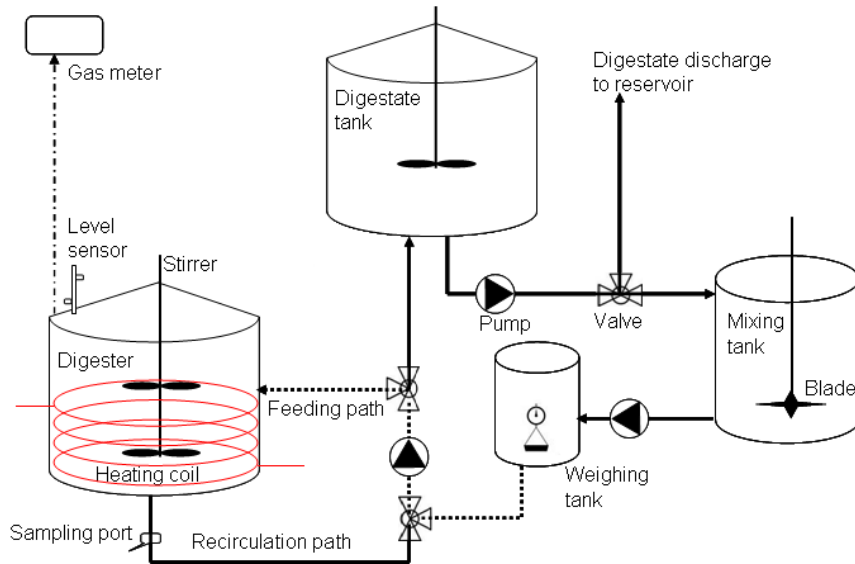 Gas meter
Digestate discharge
to reservoir
Digestate
tank
Level
sensor
Stirrer
Pump
Valve
Mixing
tank
Digester
Feeding path
Blade
Heating coil
Weighing
tank
Sampling port
Recirculation path